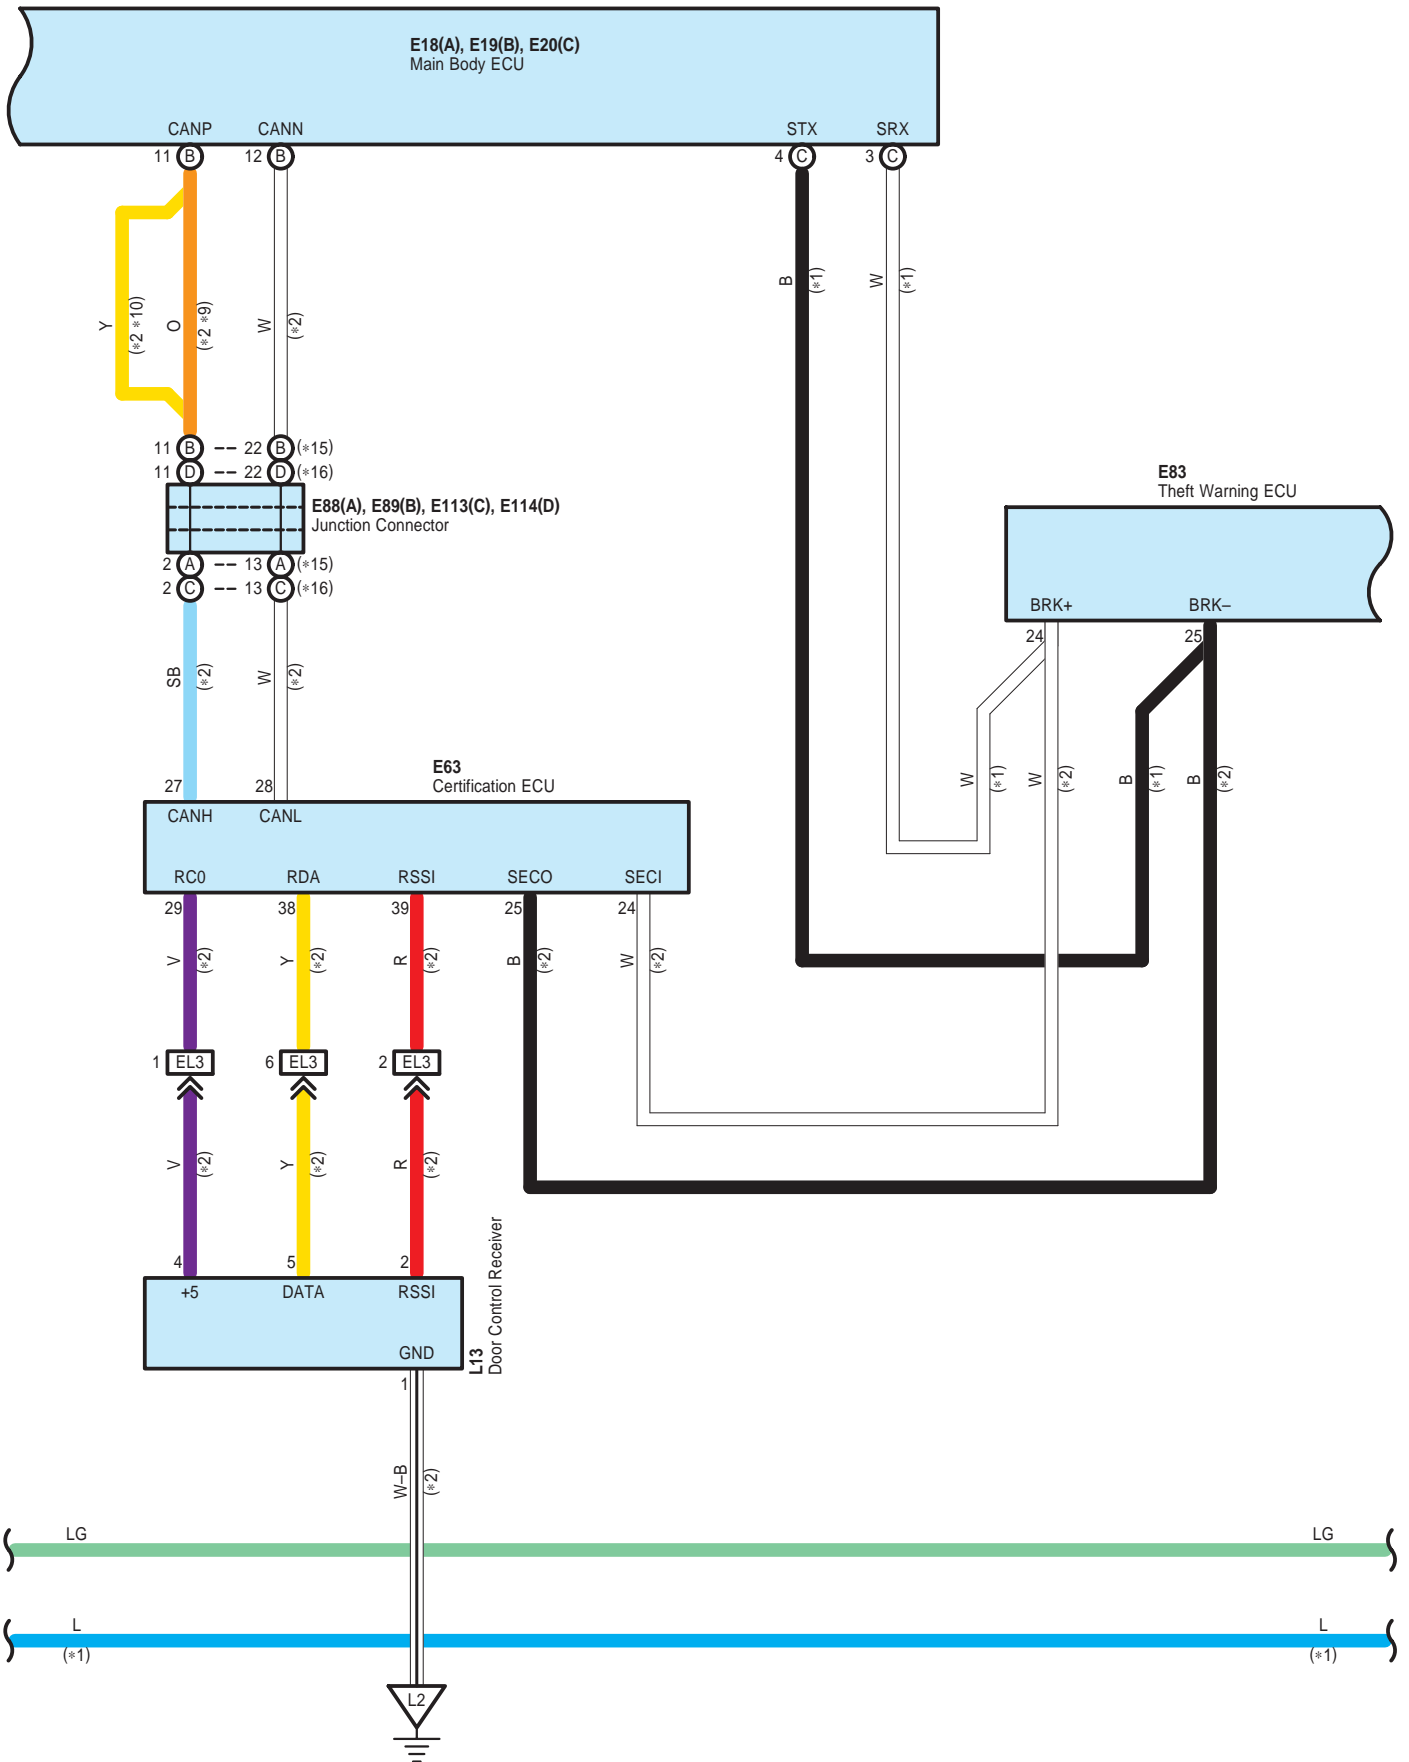 E18(A), E19(B), E20(C)
Main Body ECU
CANP CANN STX SRX
11 B 12 B 4 C 3 C
Y (*2 *10) O (*2 *9) W (*2)
B (*1) W (*1)
11 B 22 B (*15)
11 D 22 D (*16)
E88(A), E89(B), E113(C), E114(D)
Junction Connector
2 A 13 A (*15)
2 C 13 C (*16)
E83
Theft Warning ECU
BRK+ BRK–
24 25
SB (*2) W (*2)
W (*1) W (*2) B (*1) B (*2)
E63
Certification ECU
27 28
CANH CANL
RC0 RDA RSSI SECO SECI
29 38 39 25 24
V (*2) Y (*2) R (*2) B (*2) W (*2)
1 EL3 6 EL3 2 EL3
V (*2) Y (*2) R (*2)
4 5 2
+5 DATA RSSI
GND
L13
Door Control Receiver
1
W–B (*2)
LG LG
L L
(*1) (*1)
L2